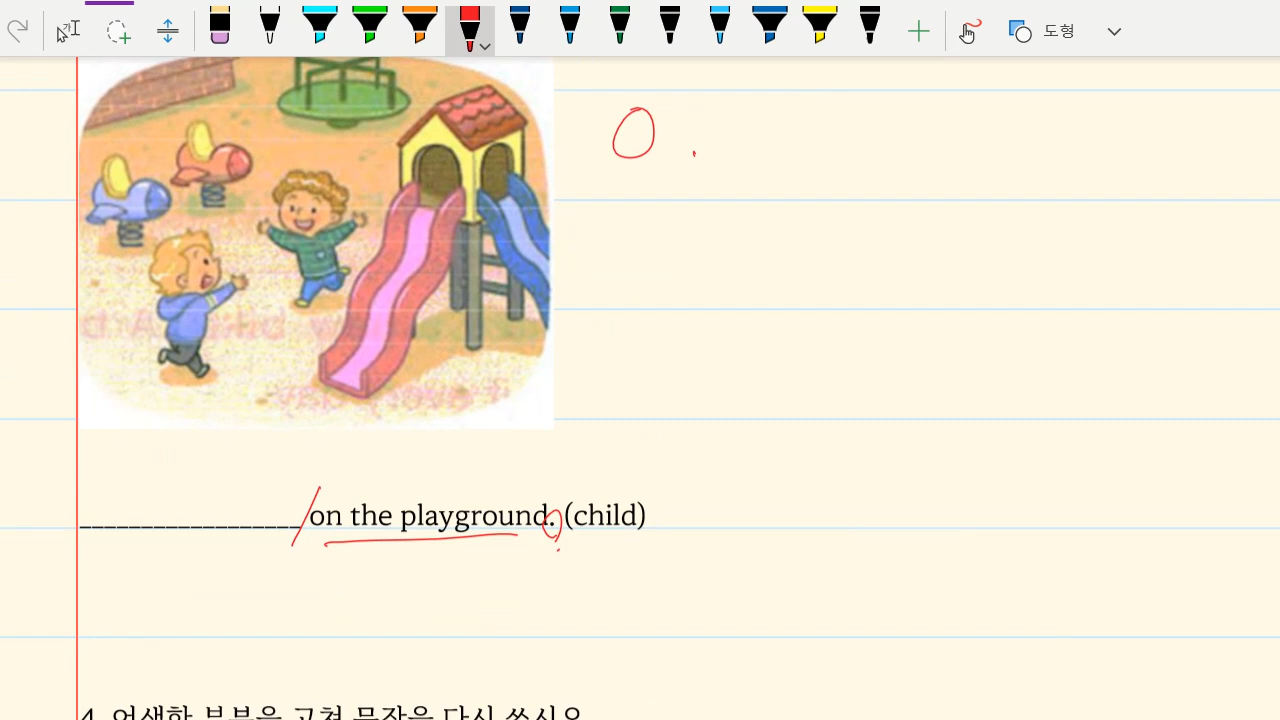 도형
__________________ on the playground. (child)
4. 어색한 부분을 고쳐 문장을 다시 쓰시오